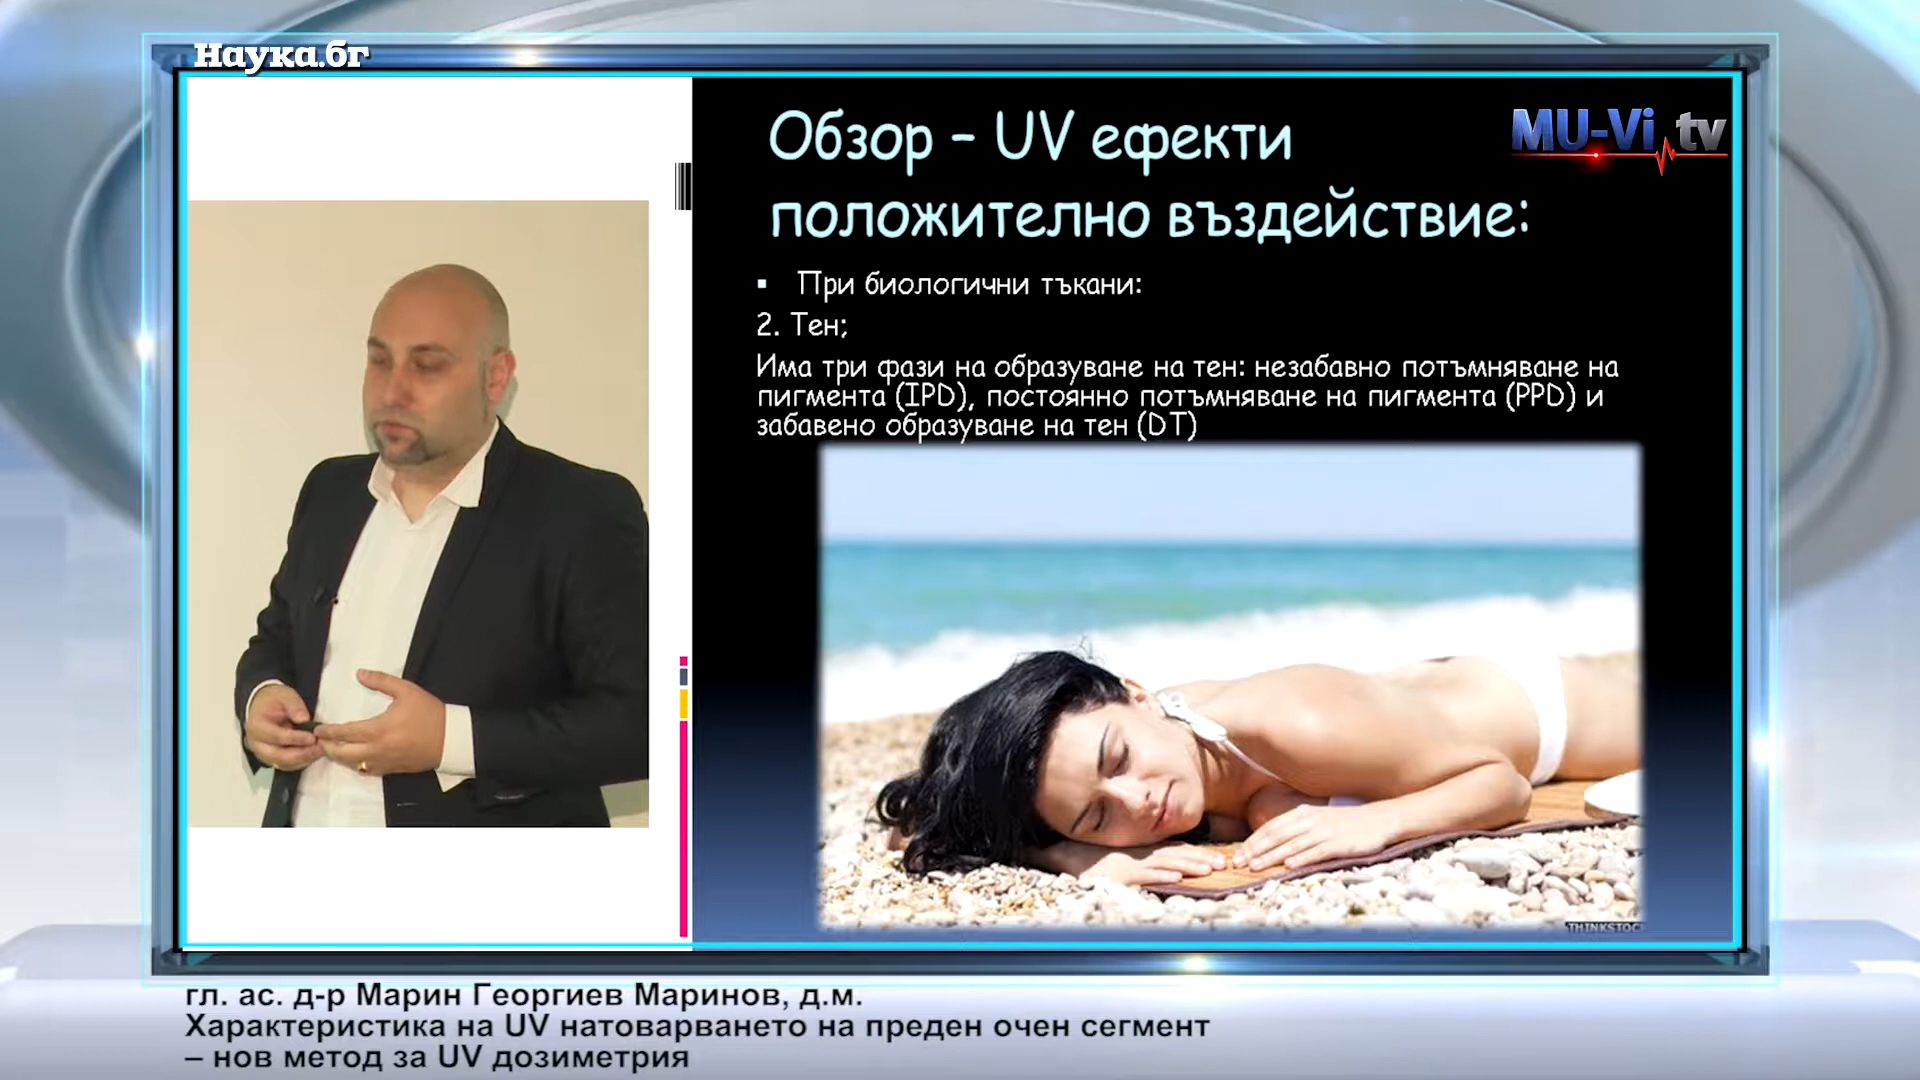 Наука.бг
MU-Vi.tv
Обзор – UV ефекти
положително въздействие:
▪ При биологични тъкани:
2. Тен;
Има три фази на образуване на тен: незабавно потъмняване на
пигмента (IPD), постоянно потъмняване на пигмента (PPD) и
забавено образуване на тен (DT)
THINKSTOC
гл. ас. д-р Марин Георгиев Маринов, д.м.
Характеристика на UV натоварването на преден очен сегмент
– нов метод за UV дозиметрия